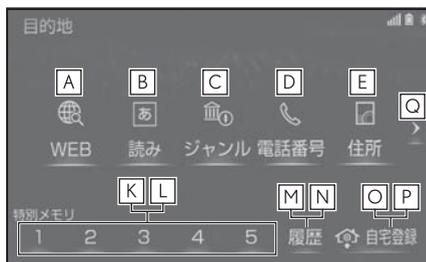 目的地
A B C D E
あ
Q
WEB 読み ジャンル 電話番号 住所
K L M N O P
特別メモリ
1 2 3 4 5 履歴 自宅登録